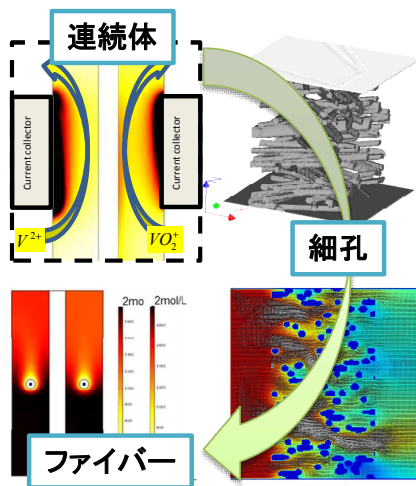 連続体
Current collector
Current collector
V²⁺
VO₂⁺
細孔
2mo
2mol/L
ファイバー